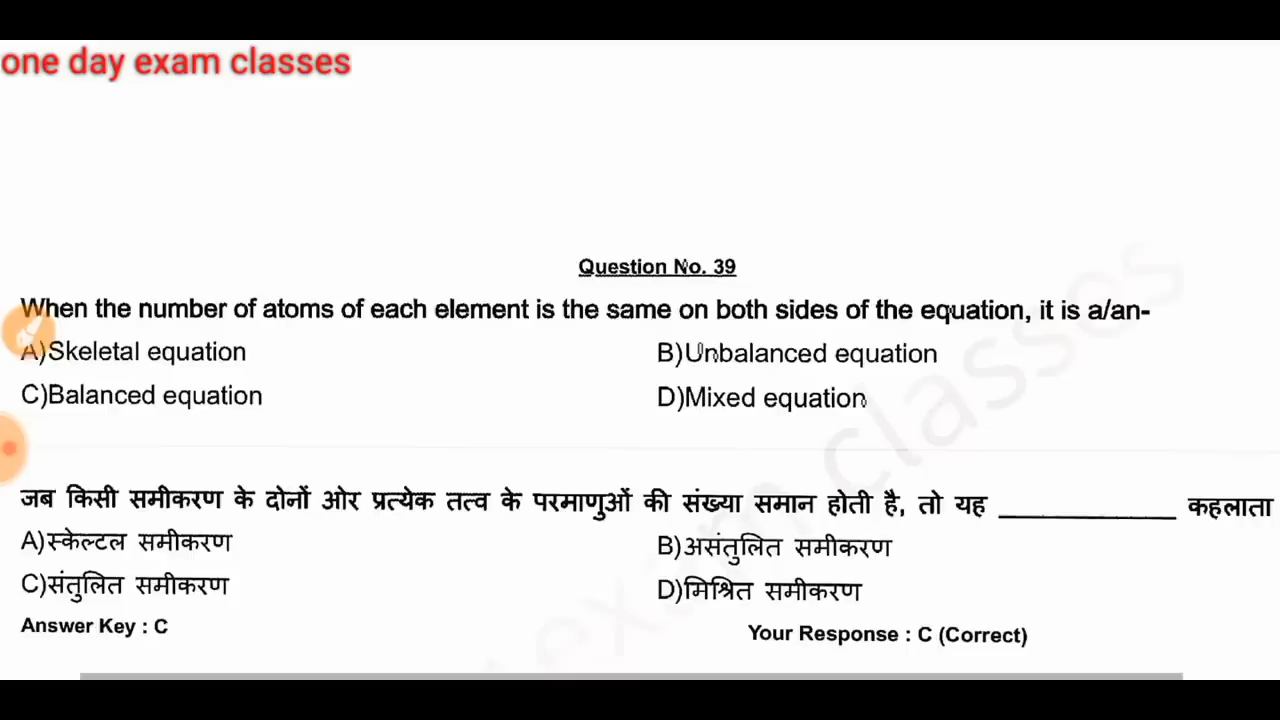 one day exam classes
Question No. 39
When the number of atoms of each element is the same on both sides of the equation, it is a/an-
A)Skeletal equation B)Unbalanced equation
C)Balanced equation D)Mixed equation
जब किसी समीकरण के दोनों ओर प्रत्येक तत्व के परमाणुओं की संख्या समान होती है, तो यह ______________ कहलाता
A)स्केल्टल समीकरण B)असंतुलित समीकरण
C)संतुलित समीकरण D)मिश्रित समीकरण
Answer Key : C Your Response : C (Correct)
exam classes